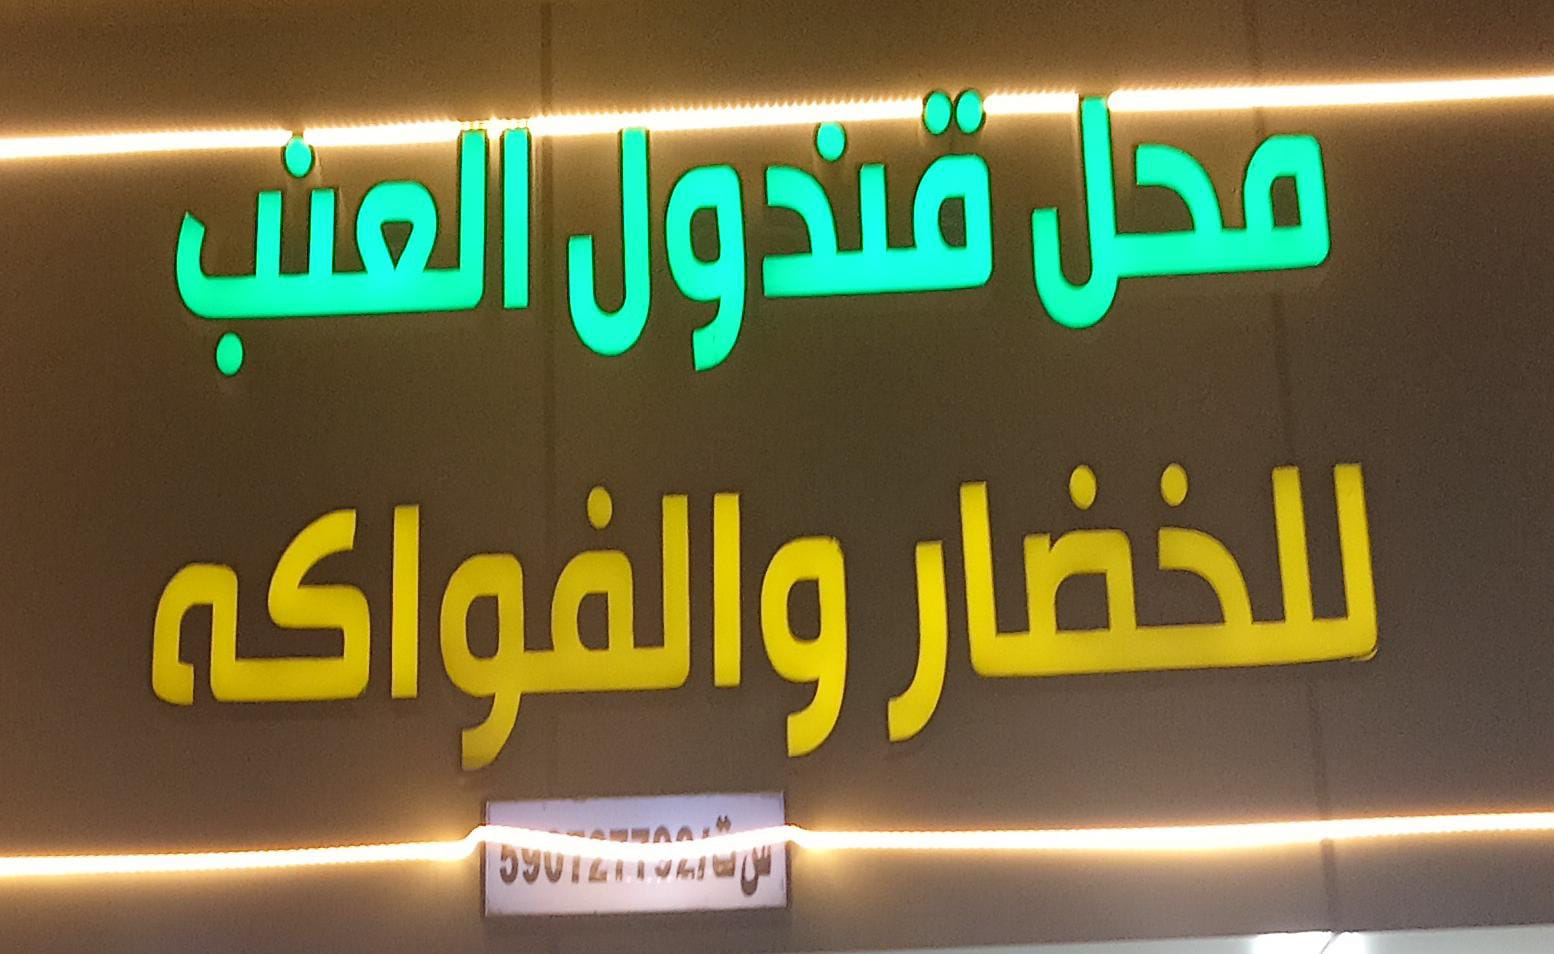 محل قندول العنب
للخضار والفواكه